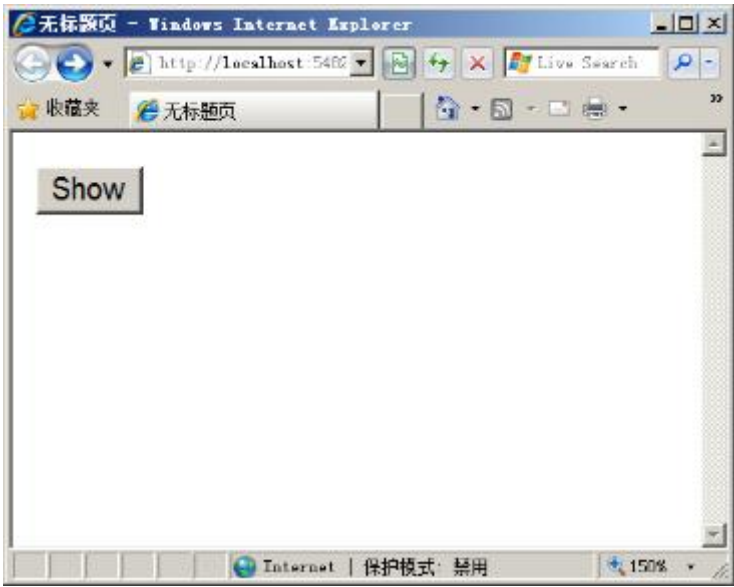 无标题页 - Windows Internet Explorer
http://localhost:5482 Live Search
收藏夹 无标题页 »
Show
Internet | 保护模式: 禁用 150%